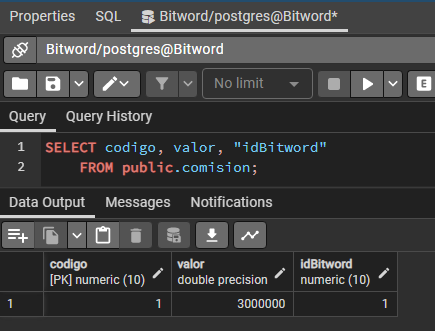 Properties SQL Bitword/postgres@Bitword*
Bitword/postgres@Bitword
No limit E
Query Query History
1 SELECT codigo, valor, "idBitword"
2 FROM public.comision;
Data Output Messages Notifications
codigo valor idBitword
[PK] numeric (10) double precision numeric (10)
1 1 3000000 1